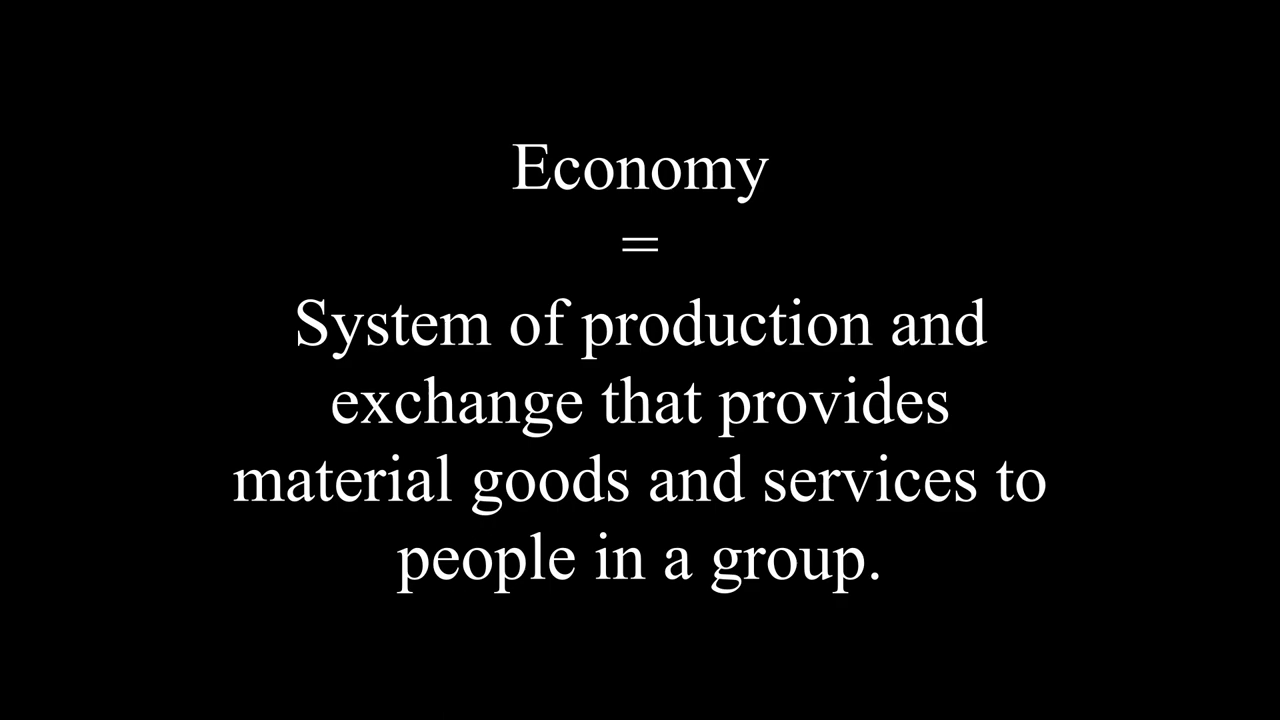 Economy
=
System of production and
exchange that provides
material goods and services to
people in a group.